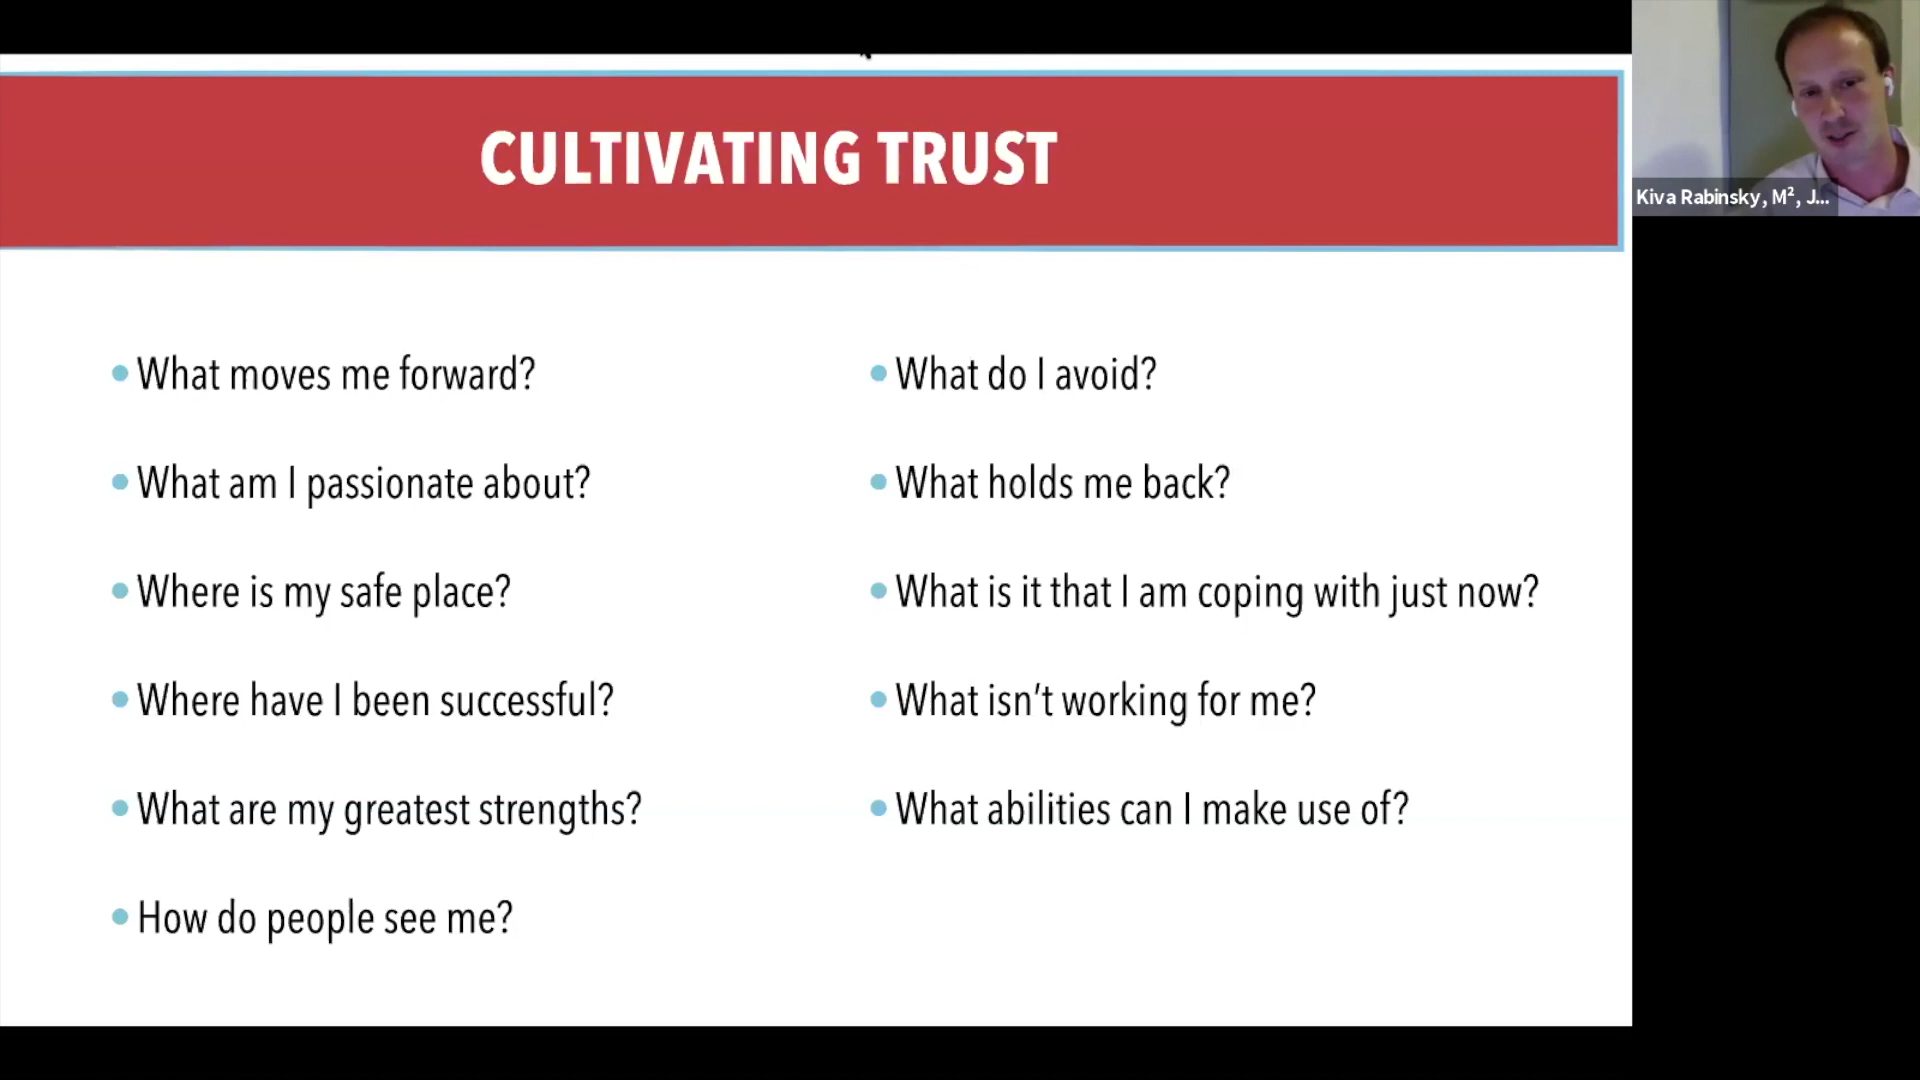 CULTIVATING TRUST
Kiva Rabinsky, M², J...
• What moves me forward?
• What am I passionate about?
• Where is my safe place?
• Where have I been successful?
• What are my greatest strengths?
• How do people see me?
• What do I avoid?
• What holds me back?
• What is it that I am coping with just now?
• What isn’t working for me?
• What abilities can I make use of?